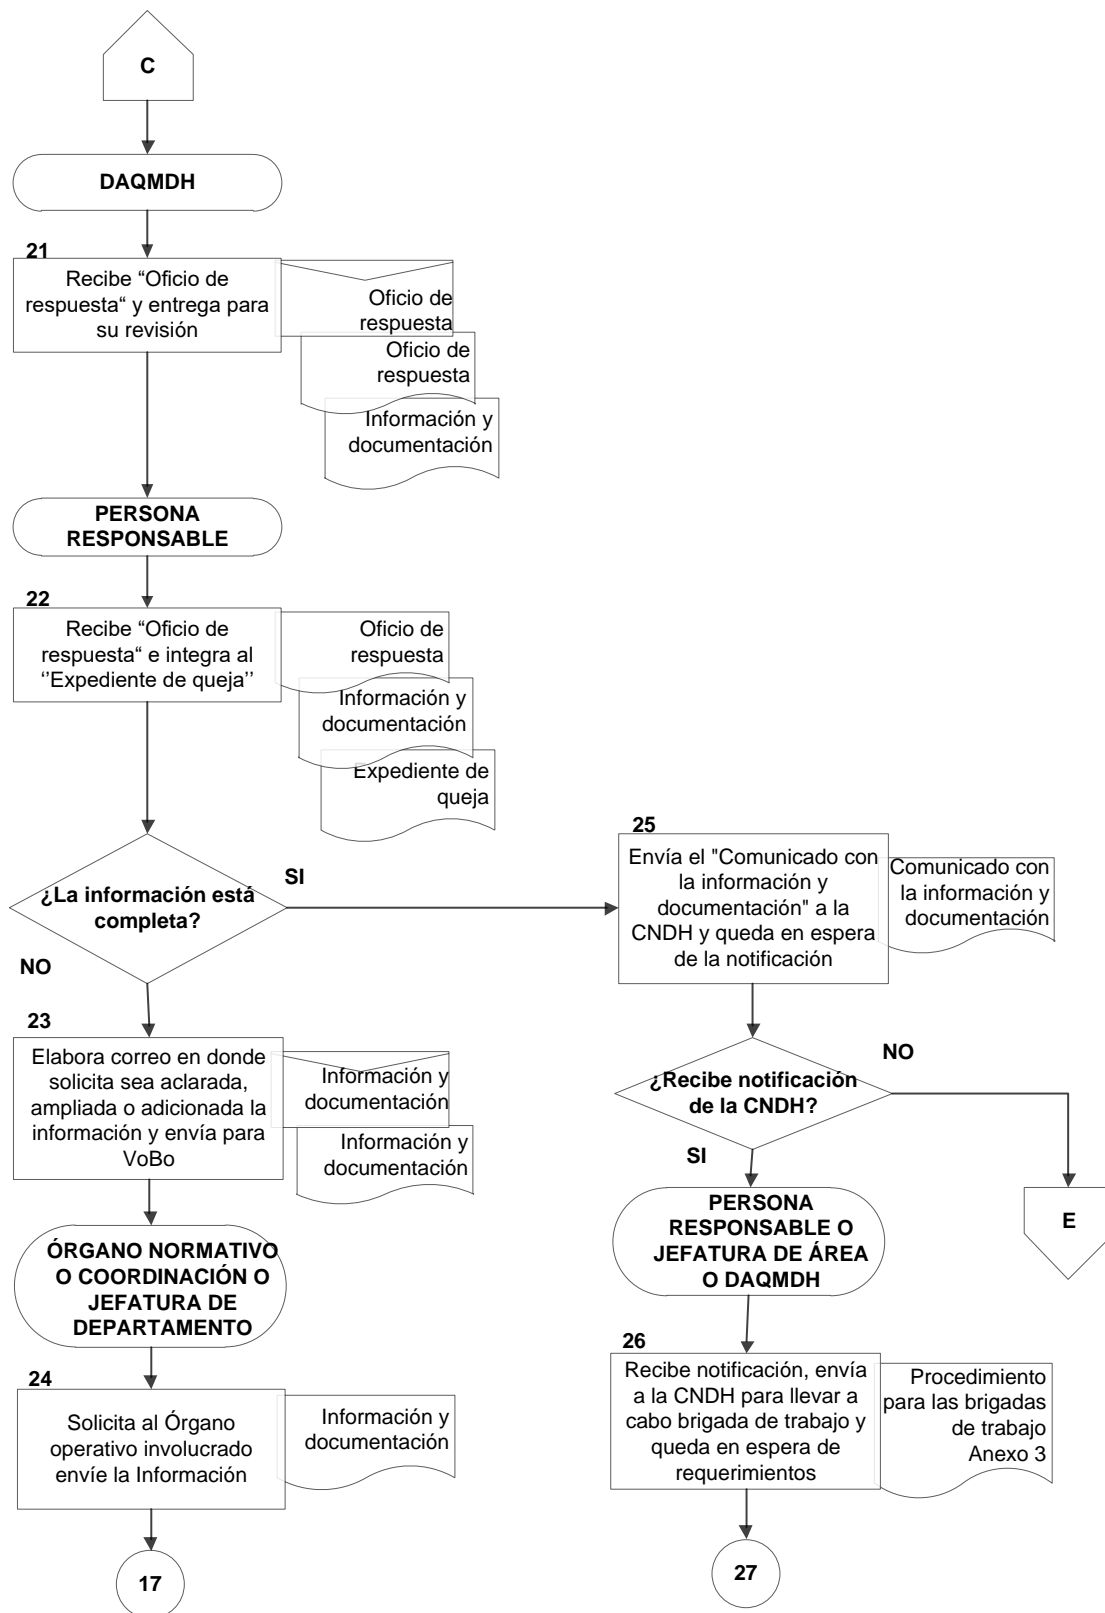 C
DAQMDH
21
Recibe “Oficio de
respuesta“ y entrega para
su revisión
Oficio de
respuesta
Oficio de
respuesta
Información y
documentación
PERSONA
RESPONSABLE
22
Recibe “Oficio de
respuesta“ e integra al
‘’Expediente de queja’’
Oficio de
respuesta
Información y
documentación
Expediente de
queja
¿La información está
completa?
SI
NO
23
Elabora correo en donde
solicita sea aclarada,
ampliada o adicionada la
información y envía para
VoBo
Información y
documentación
Información y
documentación
ÓRGANO NORMATIVO
O COORDINACIÓN O
JEFATURA DE
DEPARTAMENTO
24
Solicita al Órgano
operativo involucrado
envíe la Información
Información y
documentación
17
25
Envía el "Comunicado con
la información y
documentación" a la
CNDH y queda en espera
de la notificación
Comunicado con
la información y
documentación
¿Recibe notificación
de la CNDH?
NO
SI
E
PERSONA
RESPONSABLE O
JEFATURA DE ÁREA
O DAQMDH
26
Recibe notificación, envía
a la CNDH para llevar a
cabo brigada de trabajo y
queda en espera de
requerimientos
Procedimiento
para las brigadas
de trabajo
Anexo 3
27